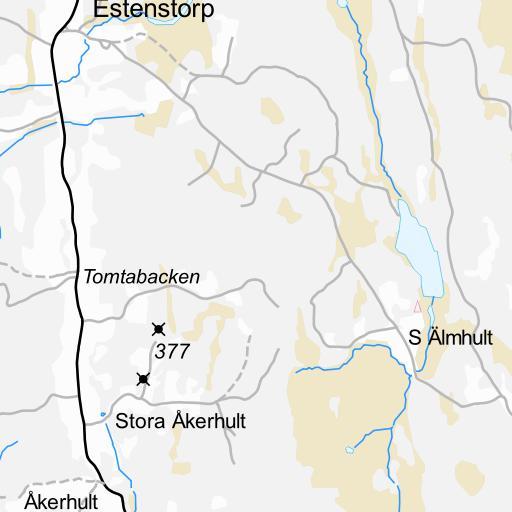 Estenstorp
Tomtabacken
377
S Älmhult
Stora Åkerhult
Åkerhult